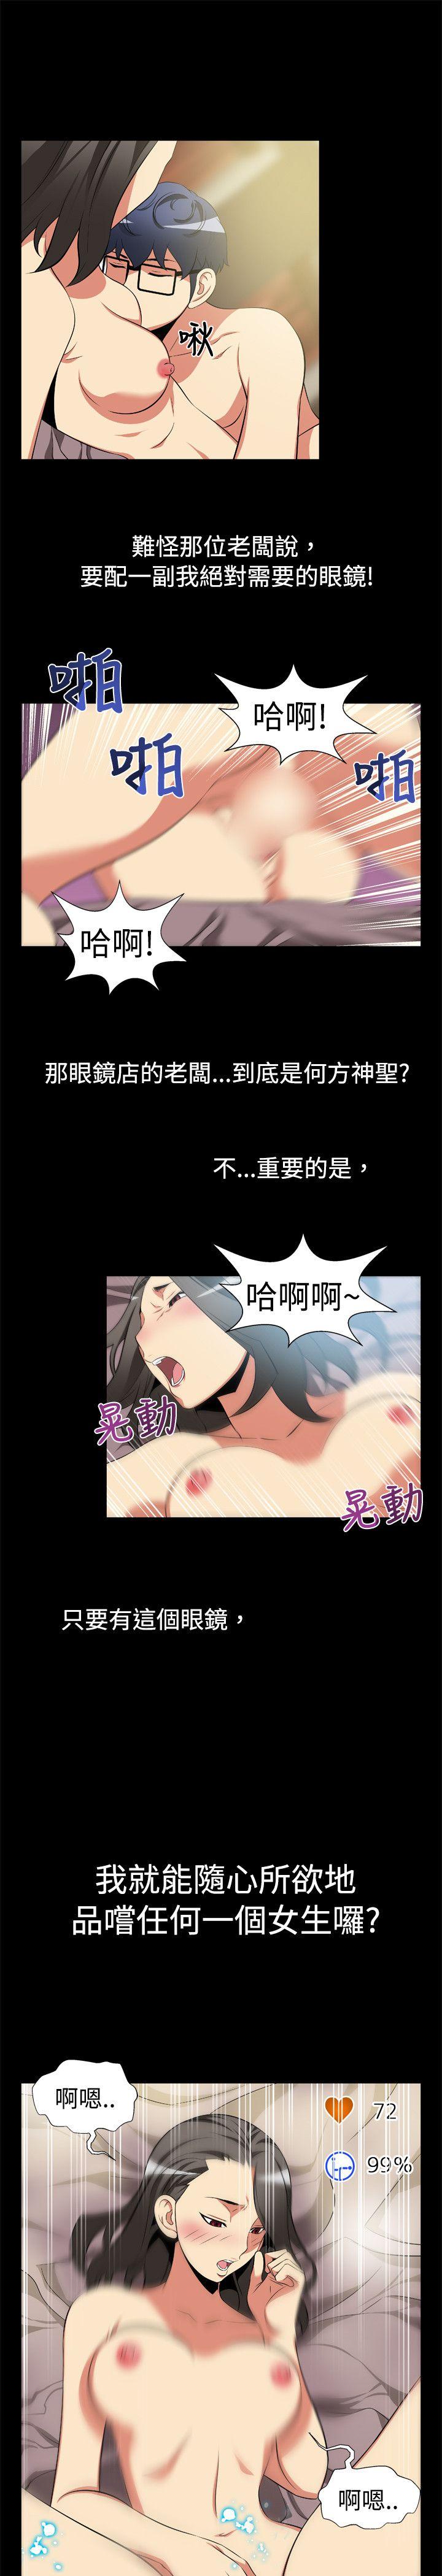 啾
難怪那位老闆說，
要配一副我絕對需要的眼鏡!
啪
哈啊!
啪
啪
哈啊!
那眼鏡店的老闆...到底是何方神聖?
不...重要的是，
哈啊啊~
晃動
晃動
只要有這個眼鏡，
我就能隨心所欲地
品嚐任何一個女生囉?
啊嗯..
72
99%
啊嗯..